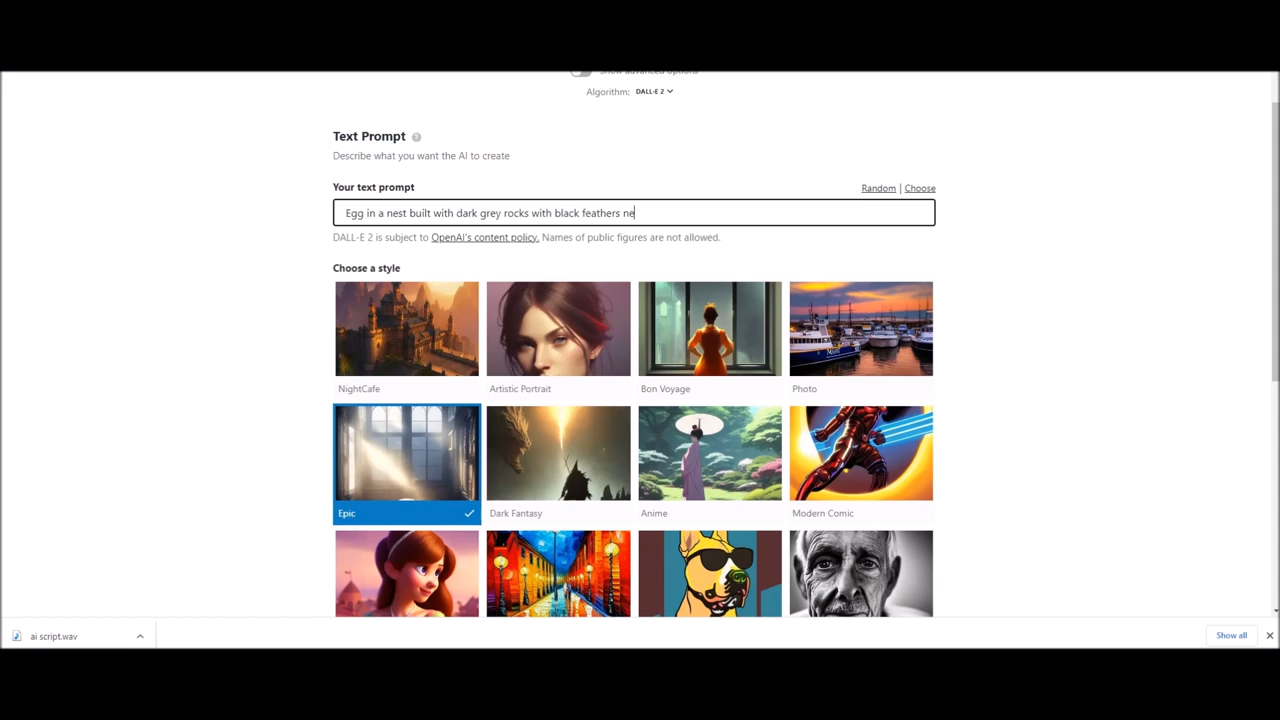 Show advanced options
Algorithm: DALL-E 2
Text Prompt
Describe what you want the AI to create
Your text prompt
Random | Choose
Egg in a nest built with dark grey rocks with black feathers ne
DALL-E 2 is subject to OpenAI's content policy. Names of public figures are not allowed.
Choose a style
NightCafe
Artistic Portrait
Bon Voyage
Photo
Epic
Dark Fantasy
Anime
Modern Comic
ai script.wav
Show all